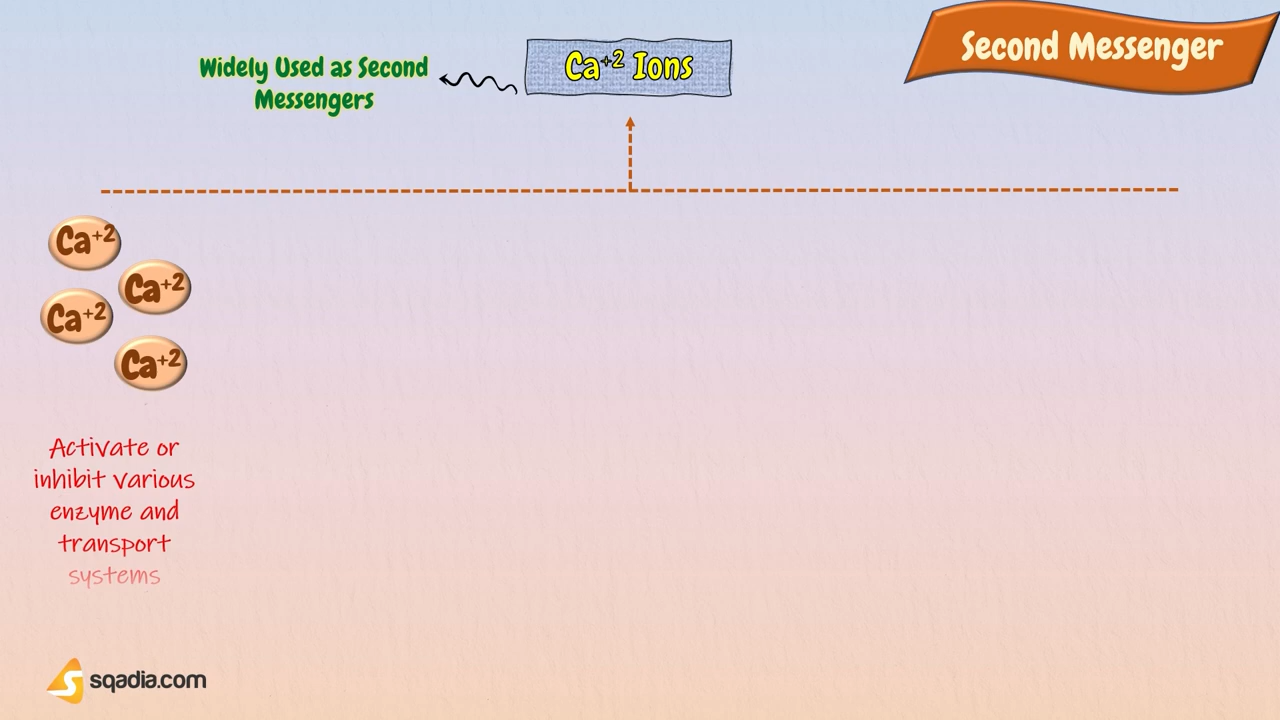 Second Messenger
Ca+2 Ions
Widely Used as Second
Messengers
Ca+2
Ca+2
Ca+2
Ca+2
Activate or
inhibit various
enzyme and
transport
systems
sqadia.com